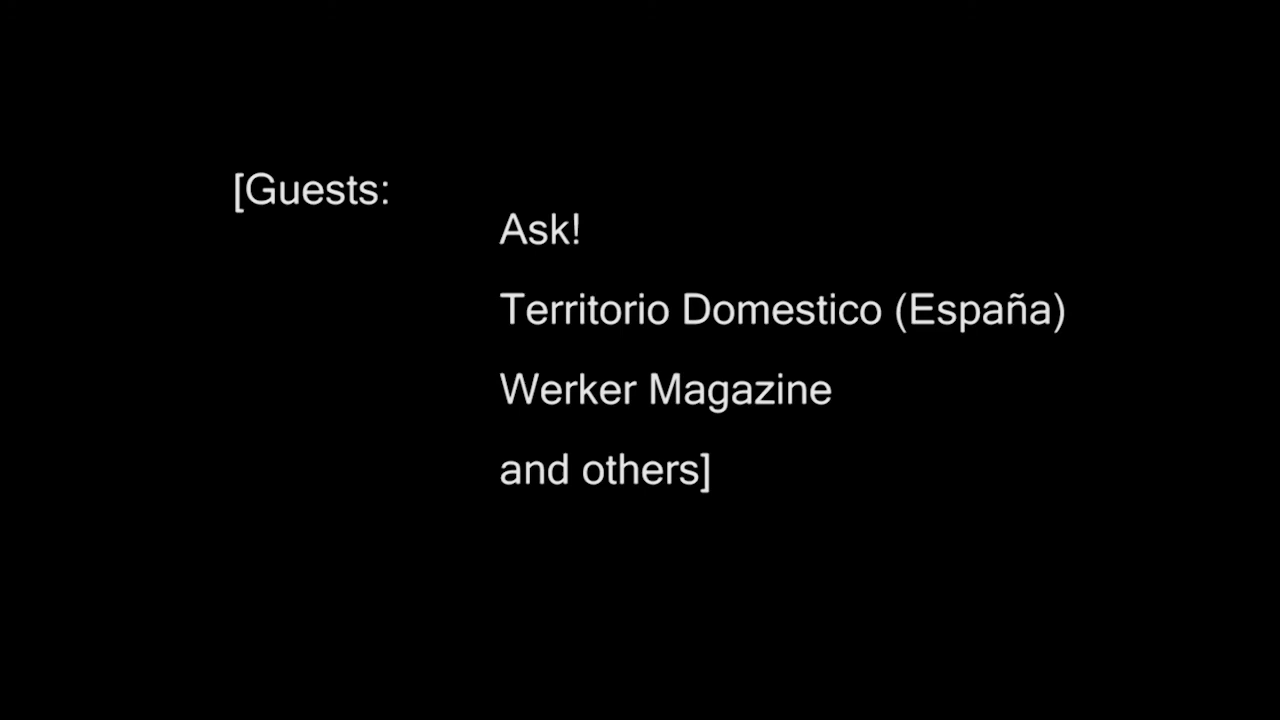 [Guests:
Ask!
Territorio Domestico (España)
Werker Magazine
and others]